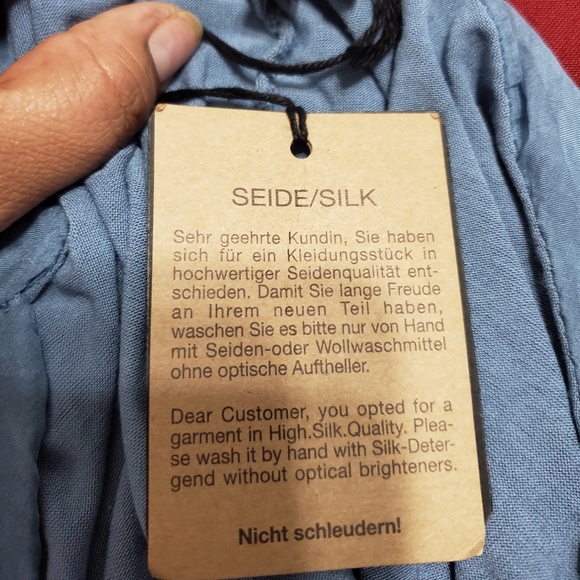 SEIDE/SILK
Sehr geehrte Kundin, Sie haben
sich für ein Kleidungsstück in
hochwertiger Seidenqualität ent-
schieden. Damit Sie lange Freude
an Ihrem neuen Teil haben,
waschen Sie es bitte nur von Hand
mit Seiden-oder Wollwaschmittel
ohne optische Auftheller.
Dear Customer, you opted for a
garment in High.Silk.Quality. Plea-
se wash it by hand with Silk-Deter-
gend without optical brighteners.
Nicht schleudern!